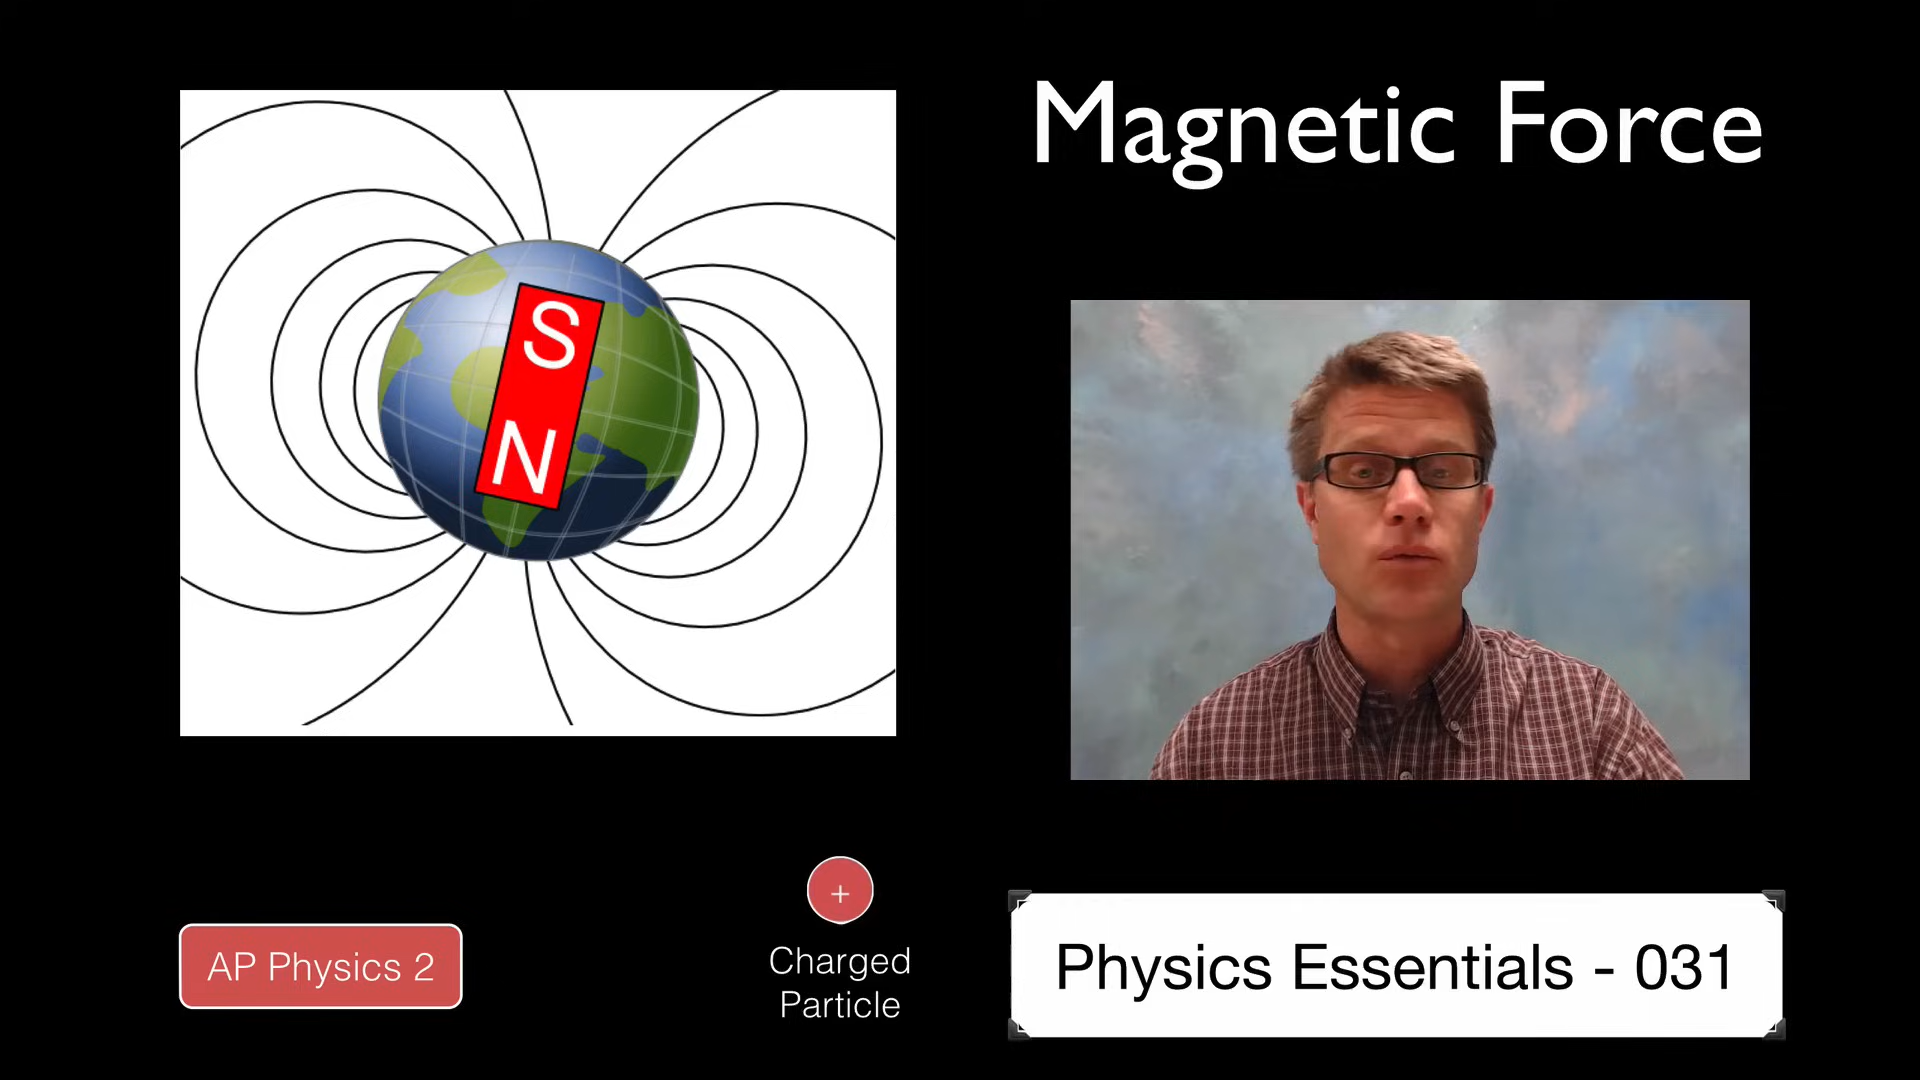 Magnetic Force
S
N
+
Charged
Particle
AP Physics 2
Physics Essentials - 031